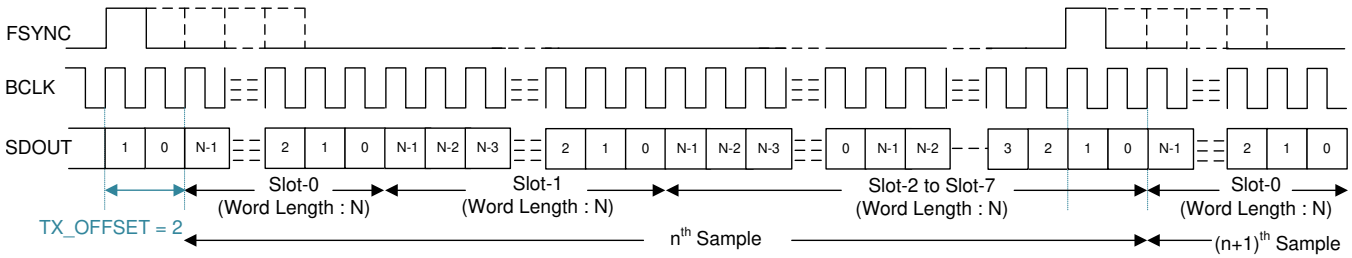 FSYNC
BCLK
SDOUT 1 0 N-1 2 1 0 N-1 N-2 N-3 2 1 0 N-1 N-2 N-3 0 N-1 N-2 3 2 1 0 N-1 2 1 0
Slot-0 Slot-1 Slot-2 to Slot-7 Slot-0
(Word Length : N) (Word Length : N) (Word Length : N) (Word Length : N)
TX_OFFSET = 2 nth Sample (n+1)th Sample